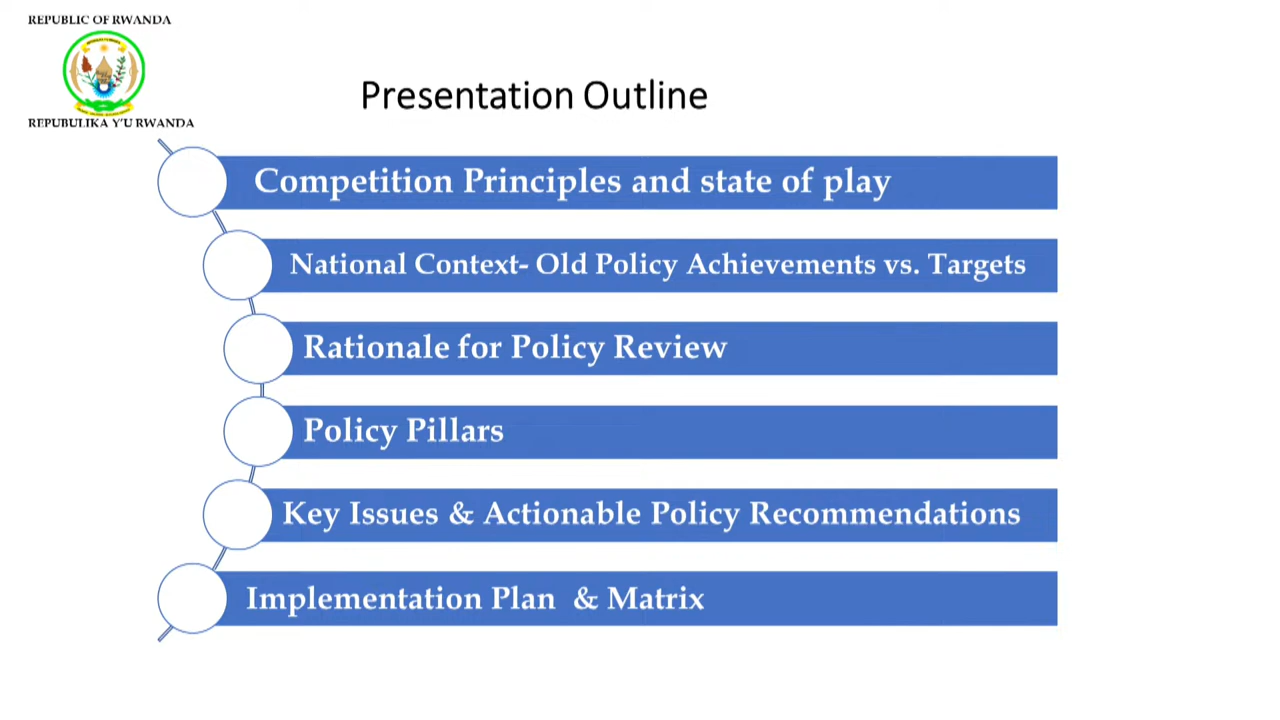 REPUBLIC OF RWANDA
REPUBULIKA Y'U RWANDA
Presentation Outline
Competition Principles and state of play
National Context- Old Policy Achievements vs. Targets
Rationale for Policy Review
Policy Pillars
Key Issues & Actionable Policy Recommendations
Implementation Plan & Matrix